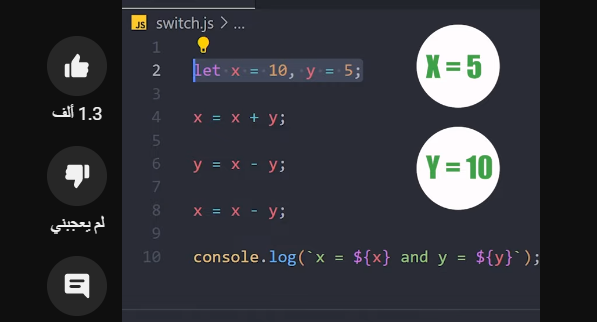 JS switch.js > ...
1
2 let x = 10, y = 5;
3
4 x = x + y;
5
6 y = x - y;
7
8 x = x - y;
9
10 console.log(`x = ${x} and y = ${y}`);
X = 5
Y = 10
1.3 ألف
لم يعجبني